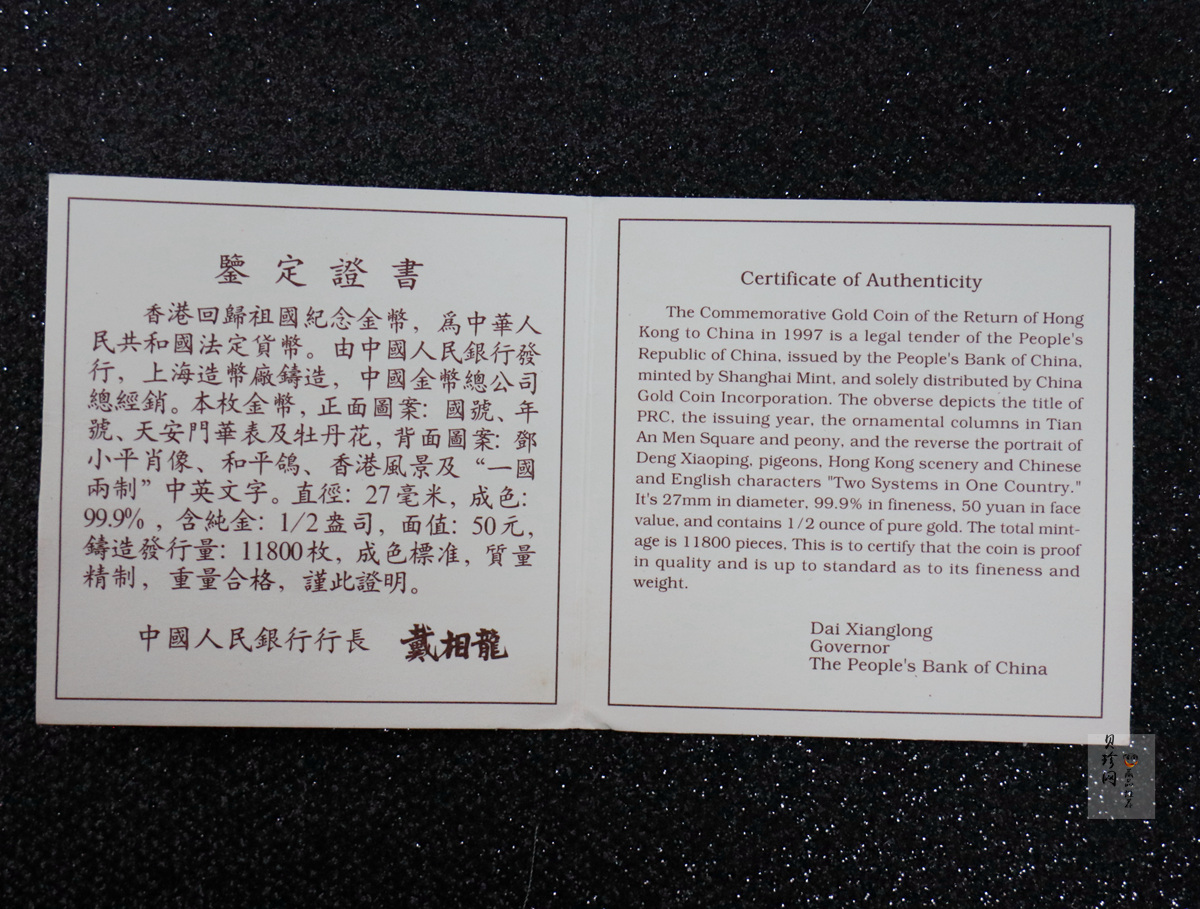 鑒定證書
香港回歸祖國紀念金幣，爲中華人
民共和國法定貨幣。由中國人民銀行發
行，上海造幣廠鑄造，中國金幣總公司
總經銷。本枚金幣，正面圖案：國號、年
號、天安門華表及牡丹花，背面圖案：鄧
小平肖像、和平鴿、香港風景及“一國
兩制”中英文字。直徑：27毫米，成色：
99.9%，含純金：1/2盎司，面值：50元，
鑄造發行量：11800枚，成色標准，質量
精制，重量合格，謹此證明。
中國人民銀行行長 戴相龍
Certificate of Authenticity
The Commemorative Gold Coin of the Return of Hong
Kong to China in 1997 is a legal tender of the People's
Republic of China, issued by the People's Bank of China,
minted by Shanghai Mint, and solely distributed by China
Gold Coin Incorporation. The obverse depicts the title of
PRC, the issuing year, the ornamental columns in Tian
An Men Square and peony, and the reverse the portrait of
Deng Xiaoping, pigeons, Hong Kong scenery and Chinese
and English characters "Two Systems in One Country."
It's 27mm in diameter, 99.9% in fineness, 50 yuan in face
value, and contains 1/2 ounce of pure gold. The total mint-
age is 11800 pieces. This is to certify that the coin is proof
in quality and is up to standard as to its fineness and
weight.
Dai Xianglong
Governor
The People's Bank of China
贝珍网